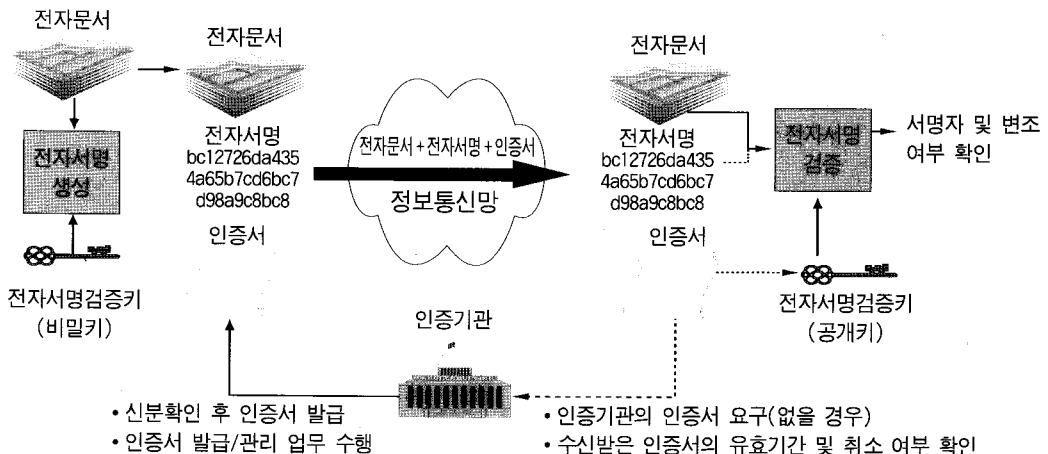 전자문서
전자문서
전자서명
bc12726da435
4a65b7cd6bc7
d98a9c8bc8
인증서
전자서명
생성
전자서명검증키
(비밀키)
전자문서+전자서명+인증서
정보통신망
전자문서
전자서명
bc12726da435
4a65b7cd6bc7
d98a9c8bc8
인증서
전자서명
검증
서명자 및 변조
여부 확인
전자서명검증키
(공개키)
인증기관
• 신분확인 후 인증서 발급
• 인증서 발급/관리 업무 수행
• 인증기관의 인증서 요구(없을 경우)
• 수신받은 인증서의 유효기간 및 취소 여부 확인